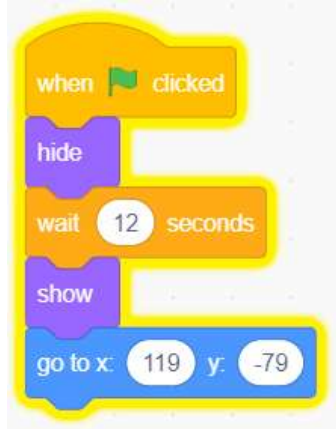 when clicked
hide
wait 12 seconds
show
go to x: 119 y: -79